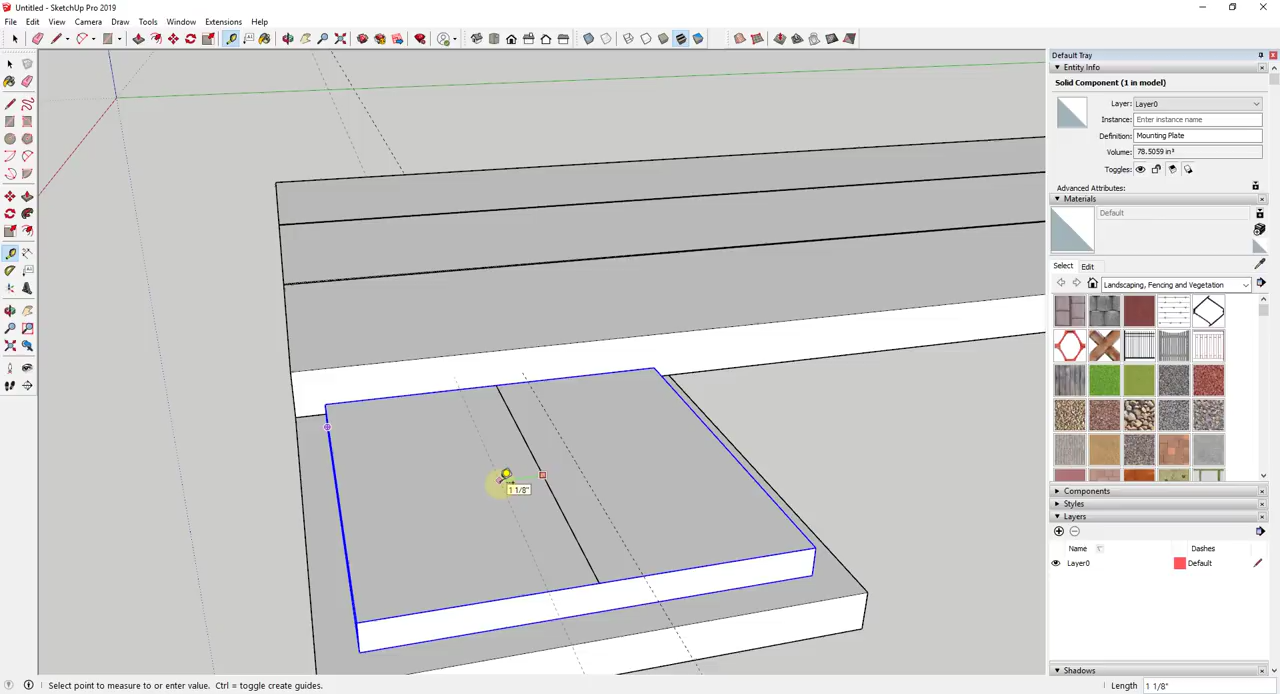 Untitled - SketchUp Pro 2019
File Edit View Camera Draw Tools Window Extensions Help
Default Tray
Entity Info
Solid Component (1 in model)
Layer: Layer0
Instance: Enter instance name
Definition: Mounting Plate
Volume: 78.5059 in³
Toggles:
Advanced Attributes:
Materials
Default
Select Edit
Landscaping, Fencing and Vegetation
1 1/8"
Components
Styles
Layers
Name Dashes
Layer0 Default
Shadows
Select point to measure to or enter value. Ctrl = toggle create guides.
Length 1 1/8"